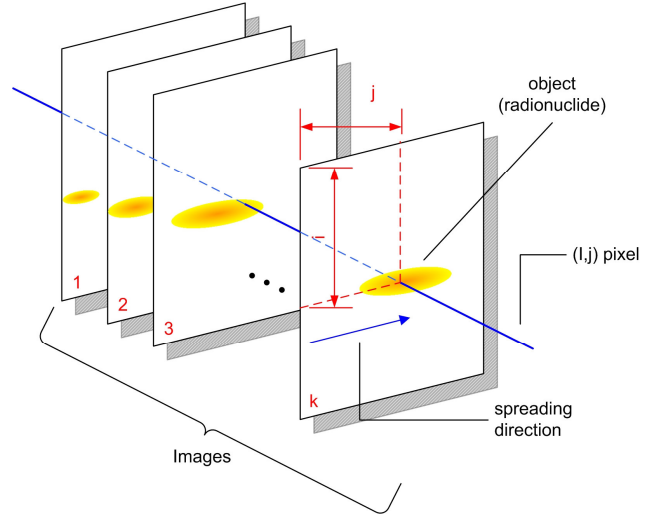 j
object
(radionuclide)
i
(I,j) pixel
1
2
3
k
spreading
direction
Images